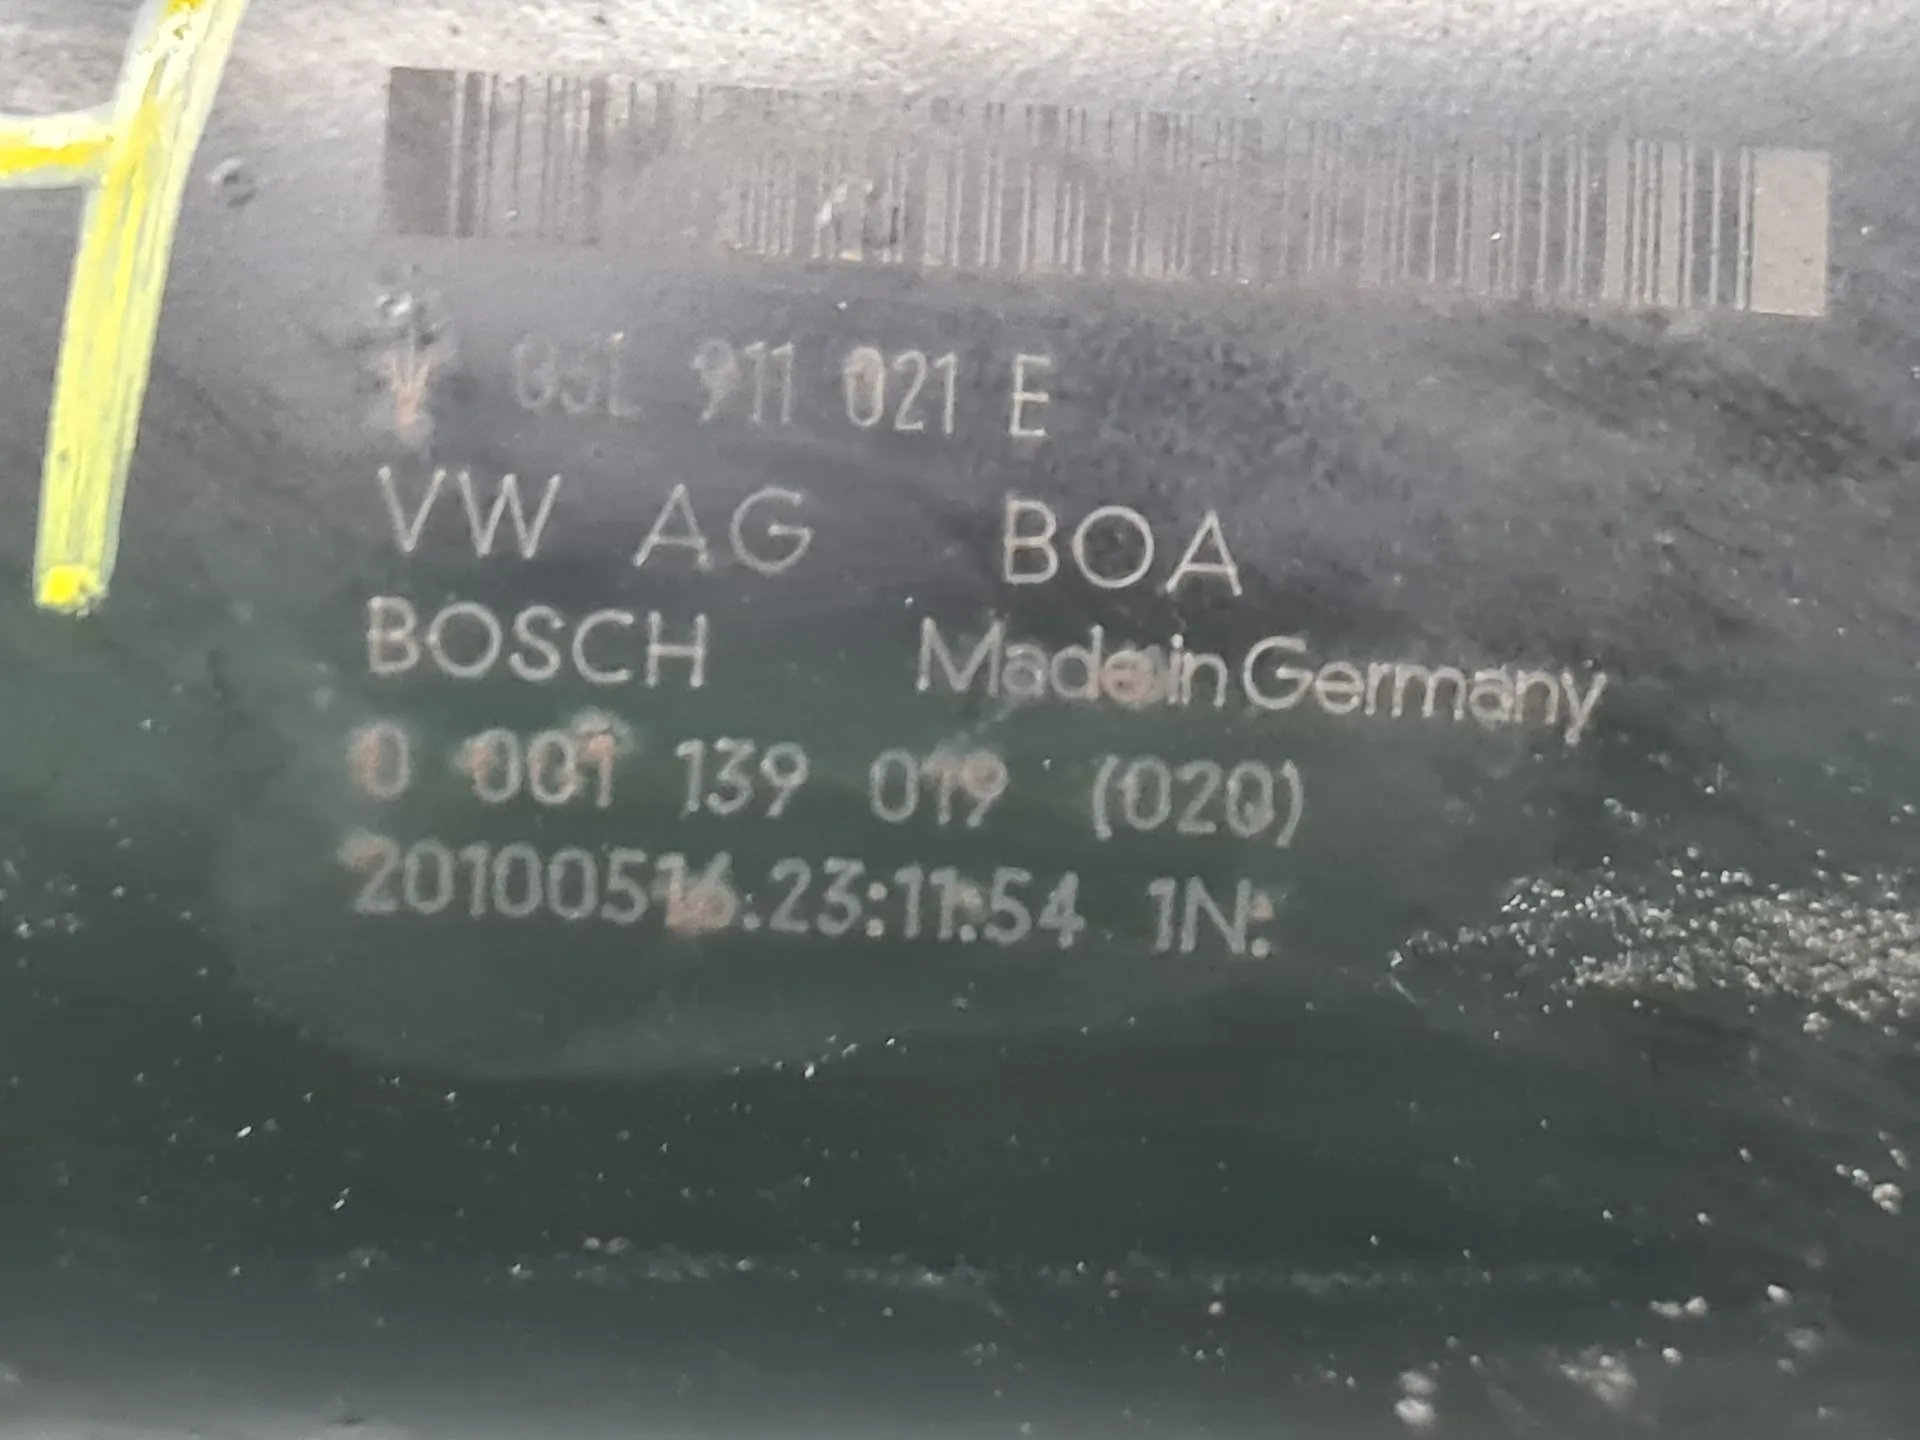 03L 911 021 E
VW AG BOA
BOSCH Made in Germany
0 001 139 019 (020)
20100516.23:11:54 1N: